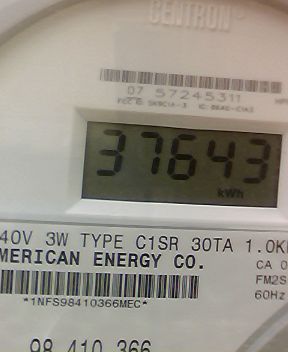 CENTRON®
07 57245311
37643
kWh
40V 3W TYPE C1SR 30TA 1.0K
MERICAN ENERGY CO.
CA 0
FM2S
60Hz
*1NFS98410366MEC*
98 410 366